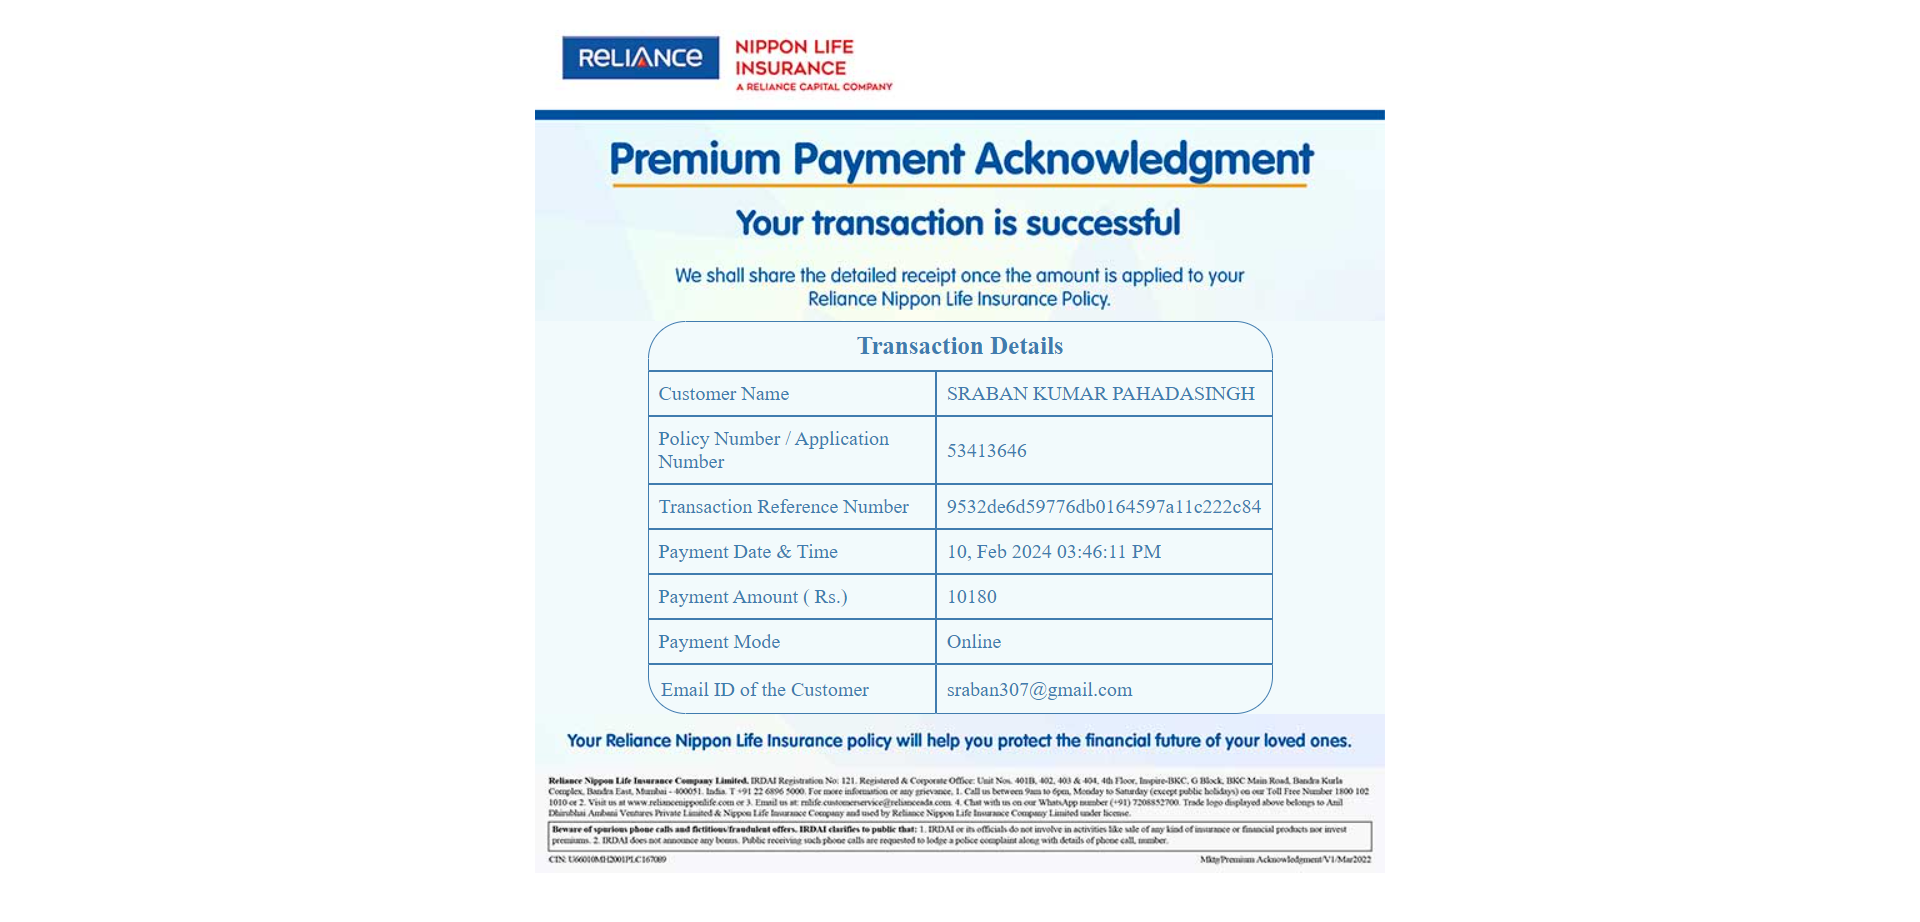 RELIANCE
NIPPON LIFE
INSURANCE
A RELIANCE CAPITAL COMPANY
Premium Payment Acknowledgment
Your transaction is successful
We shall share the detailed receipt once the amount is applied to your
Reliance Nippon Life Insurance Policy.
Transaction Details
Customer Name SRABAN KUMAR PAHADASINGH
Policy Number / Application
Number
53413646
Transaction Reference Number 9532de6d59776db0164597a11c222c84
Payment Date & Time 10, Feb 2024 03:46:11 PM
Payment Amount ( Rs.) 10180
Payment Mode Online
Email ID of the Customer sraban307@gmail.com
Your Reliance Nippon Life Insurance policy will help you protect the financial future of your loved ones.
Reliance Nippon Life Insurance Company Limited. IRDAI Registration No: 121. Registered & Corporate Office: Unit Nos. 401B, 402, 403 & 404, 4th Floor, Inspire-BKC, G Block, BKC Main Road, Bandra Kurla
Complex, Bandra East, Mumbai - 400051. India. T +91 22 6896 5000. For more information or any grievance, 1. Call us between 9am to 6pm, Monday to Saturday (except public holidays) on our Toll Free Number 1800 102
1010 or 2. Visit us at www.reliancenipponlife.com or 3. Email us at: rnlife.customerservice@relianceada.com. 4. Chat with us on our WhatsApp number (+91) 7208852700. Trade logo displayed above belongs to Anil
Dhirubhai Ambani Ventures Private Limited & Nippon Life Insurance Company and used by Reliance Nippon Life Insurance Company Limited under license.
Beware of spurious phone calls and fictitious/fraudulent offers. IRDAI clarifies to public that: 1. IRDAI or its officials do not involve in activities like sale of any kind of insurance or financial products nor invest
premiums. 2. IRDAI does not announce any bonus. Public receiving such phone calls are requested to lodge a police complaint along with details of phone call, number.
CIN: U66010MH2001PLC167089 Mktg/Premium Acknowledgment/V1/Mar2022